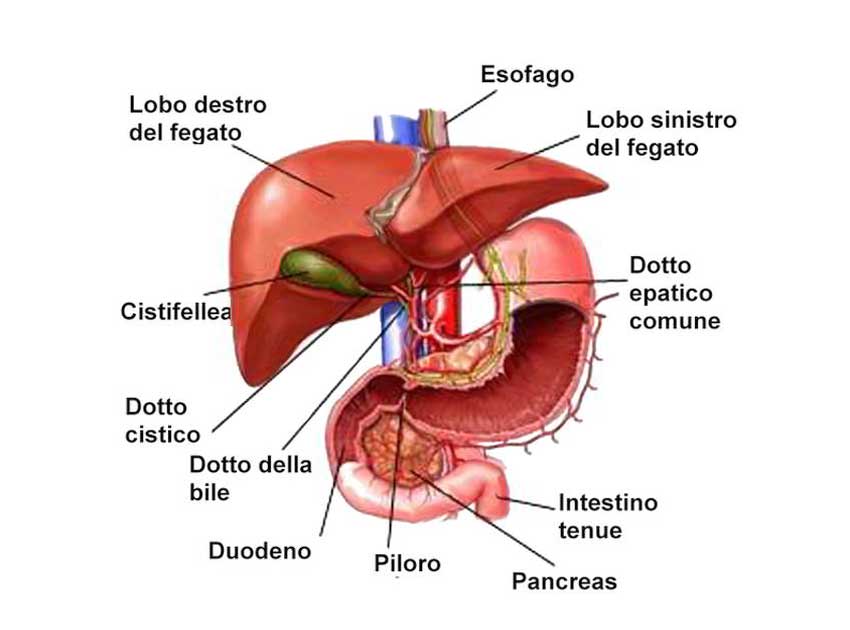 Esofago
Lobo destro
del fegato
Lobo sinistro
del fegato
Dotto
epatico
comune
Cistifellea
Dotto
cistico
Dotto della
bile
Intestino
tenue
Duodeno
Piloro
Pancreas